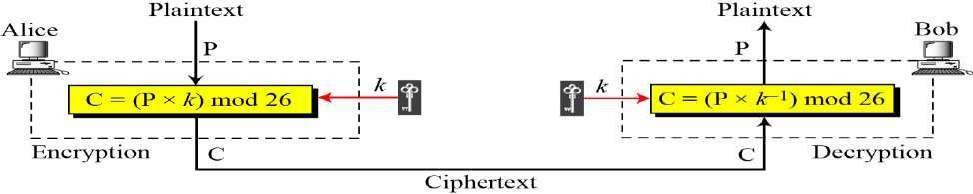 Plaintext
Plaintext
Alice
Bob
P
P
k
k
C = (P × k) mod 26
C = (P × k⁻¹) mod 26
Encryption
C
C
Decryption
Ciphertext